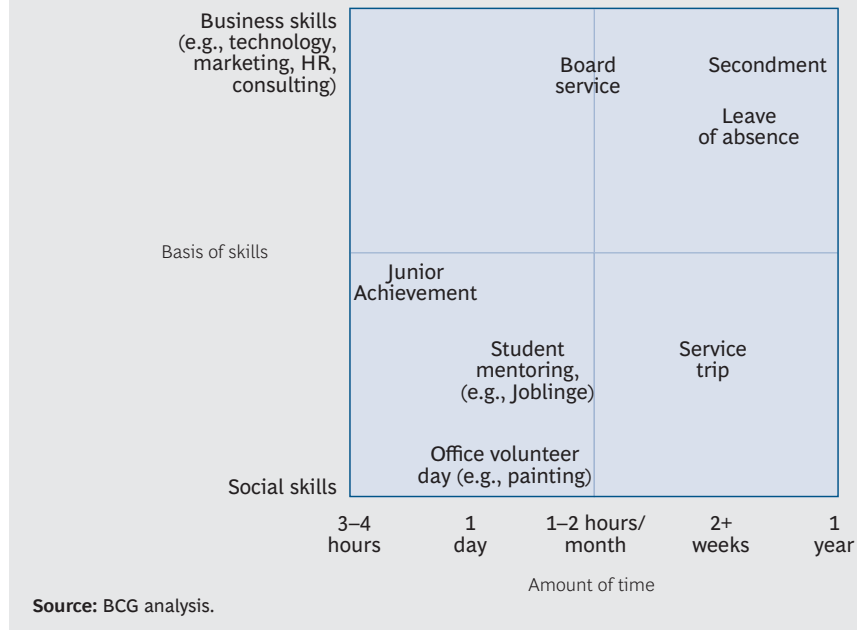 Business skills
(e.g., technology,
marketing, HR,
consulting)
Board
service
Secondment
Leave
of absence
Basis of skills
Junior
Achievement
Student
mentoring,
(e.g., Joblinge)
Service
trip
Office volunteer
day (e.g., painting)
Social skills
3–4
hours
1
day
1–2 hours/
month
2+
weeks
1
year
Amount of time
Source: BCG analysis.